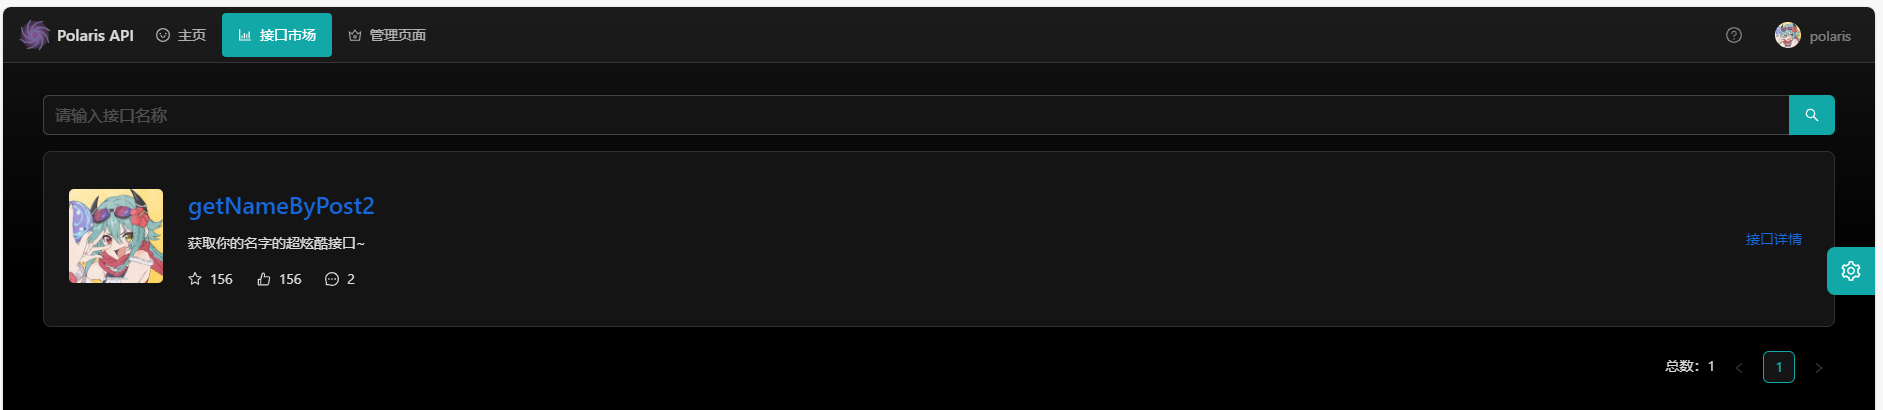 Polaris API 主页 接口市场 管理页面 polaris
请输入接口名称
getNameByPost2
获取你的名字的超炫酷接口~
接口详情
156 156 2
总数：1 < 1 >